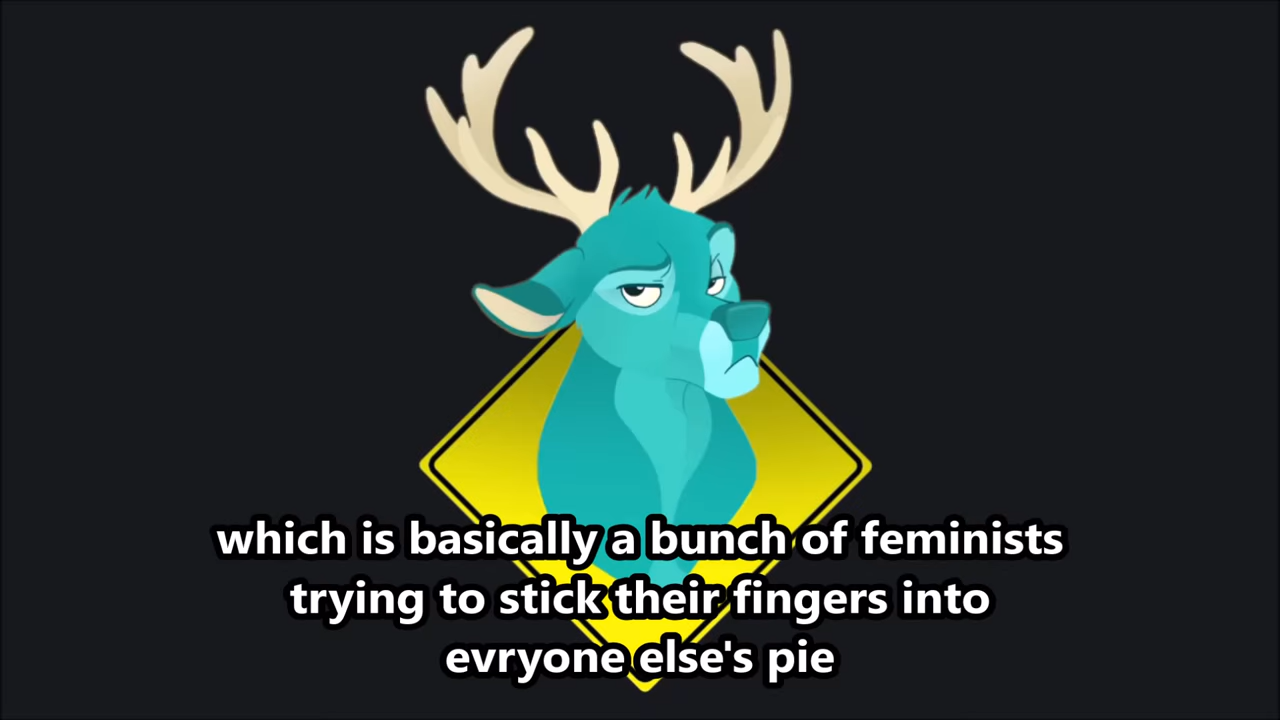 which is basically a bunch of feminists
trying to stick their fingers into
evryone else's pie